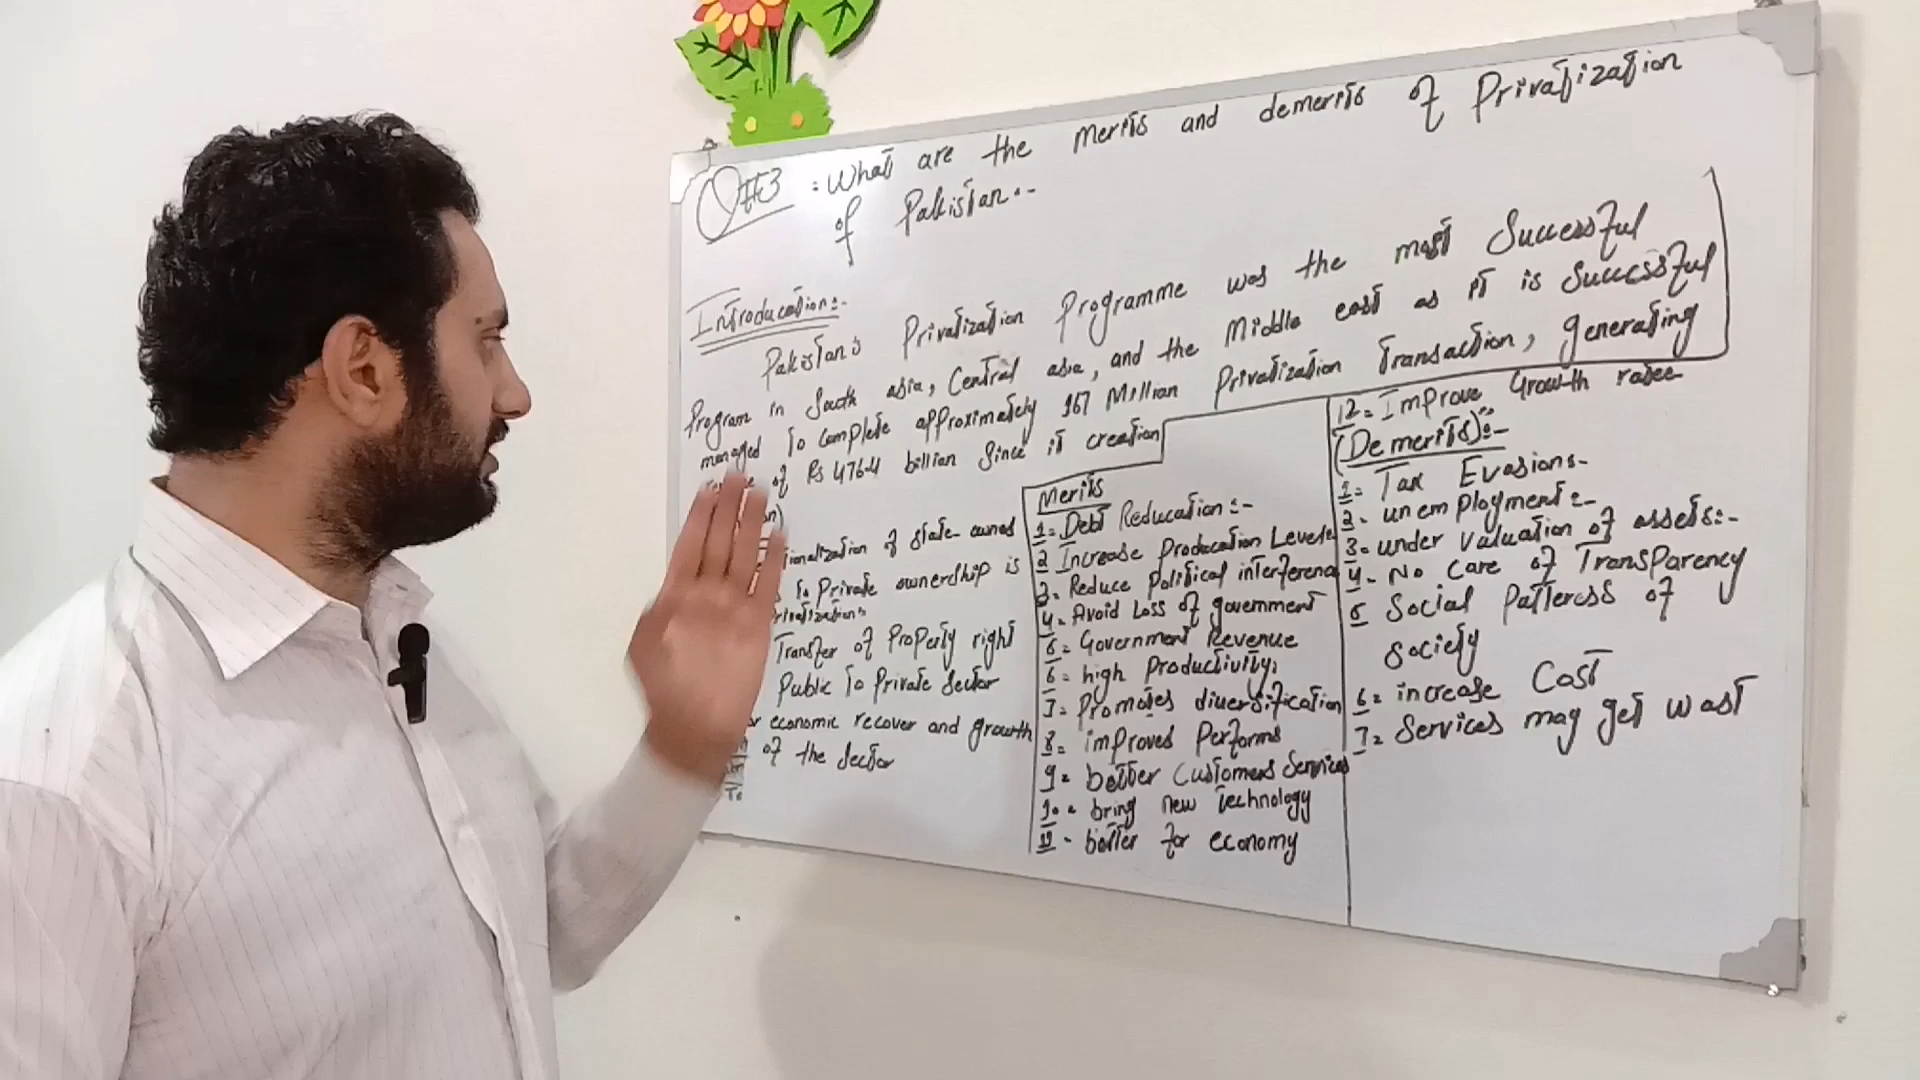 Q#3 :- What are the merits and demerits of Privatization
of Pakistan:-
Introducation:-
Pakistan's Privatization Programme was the most Successful
Program in South asia, Central asia, and the Middle east as it is Successful
managed to Complete approximately 167 Million Privatization Transaction, generating
of Rs 476.4 billion Since it creation
of state-owned
to Private ownership is
Transfer of Property right
Public to Private Sector
economic recover and growth
of the Sector
Merits
1= Debt Reducation:-
2 Increase Producation Levels
3. Reduce Political interference
4= Avoid Loss of government
5= Government Revenue
6= high Productivity.
7= Promotes diversification
8= improved Performs
9= better Customers Services
10= bring new Technology
11- better for economy
12= Improve Growth ratee
(Demerits):-
1= Tax Evasions-
2- unemployment:-
3= under valuation of assets:-
4- No Care of Transparency
5 Social Patteress of
society
6= increase Cost
7= Services may get wast